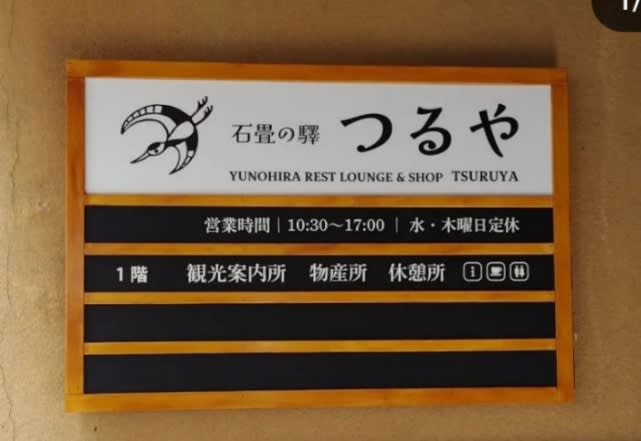 石畳の驛 つるや
YUNOHIRA REST LOUNGE & SHOP TSURUYA
営業時間｜10:30〜17:00｜水・木曜日定休
1階 観光案内所 物産所 休憩所